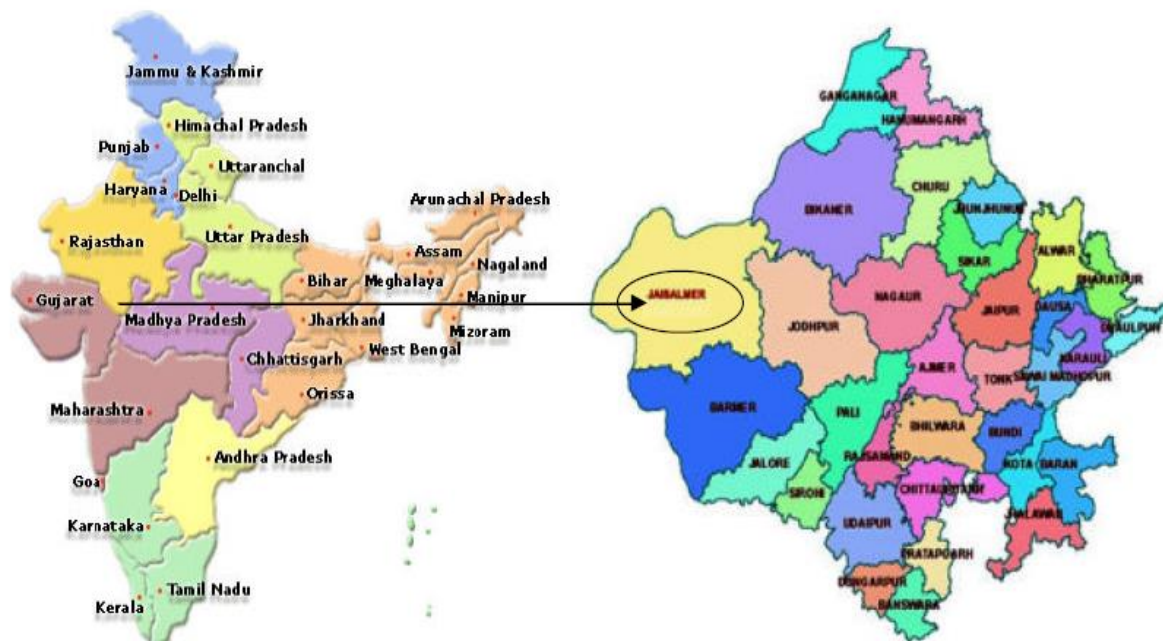 Jammu & Kashmir
Himachal Pradesh
Punjab
Uttaranchal
Haryana
Delhi
Arunachal Pradesh
Rajasthan
Uttar Pradesh
Assam
Bihar
Meghalaya
Nagaland
Gujarat
Manipur
Madhya Pradesh
Jharkhand
Mizoram
West Bengal
Chhattisgarh
Orissa
Maharashtra
Andhra Pradesh
Goa
Karnataka
Tamil Nadu
Kerala
GANGANAGAR
HANUMANGARH
CHURU
BIKANER
JHUNJHUNUN
ALWAR
SIKAR
BHARATPUR
JAISALMER
NAGAUR
JAIPUR
DAUSA
JODHPUR
DHAULPUR
KARAULI
AJMER
TONK
SAWAI MADHOPUR
BARMER
PALI
BHILWARA
BUNDI
JALORE
RAJSAMAND
KOTA
BARAN
SIROHI
CHITTAURGARH
UDAIPUR
JHALAWAR
PRATAPGARH
DUNGARPUR
BANSWARA